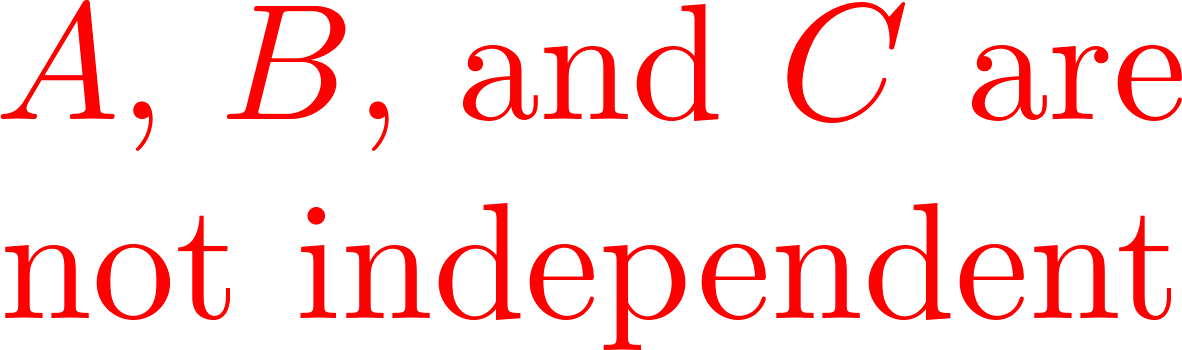 A, B, and C are
not independent